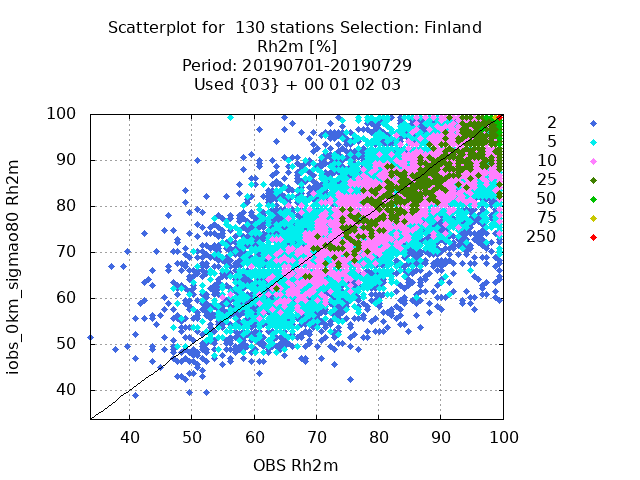 Scatterplot for 130 stations Selection: Finland
Rh2m [%]
Period: 20190701-20190729
Used {03} + 00 01 02 03
iobs_0km_sigmao80 Rh2m
100
90
80
70
60
50
40
40 50 60 70 80 90 100
OBS Rh2m
2
5
10
25
50
75
250